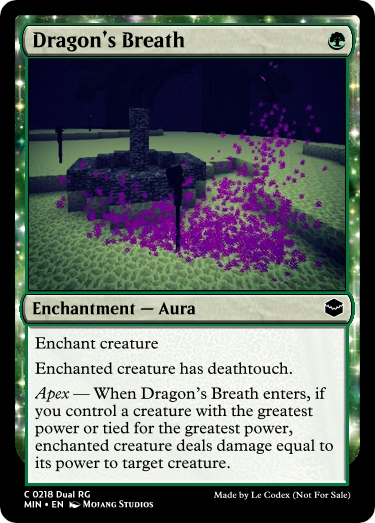 Dragon's Breath
Enchantment — Aura
Enchant creature
Enchanted creature has deathtouch.
Apex — When Dragon's Breath enters, if
you control a creature with the greatest
power or tied for the greatest power,
enchanted creature deals damage equal to
its power to target creature.
C 0218 Dual RG
MIN • EN Mojang Studios
Made by Le Codex (Not For Sale)